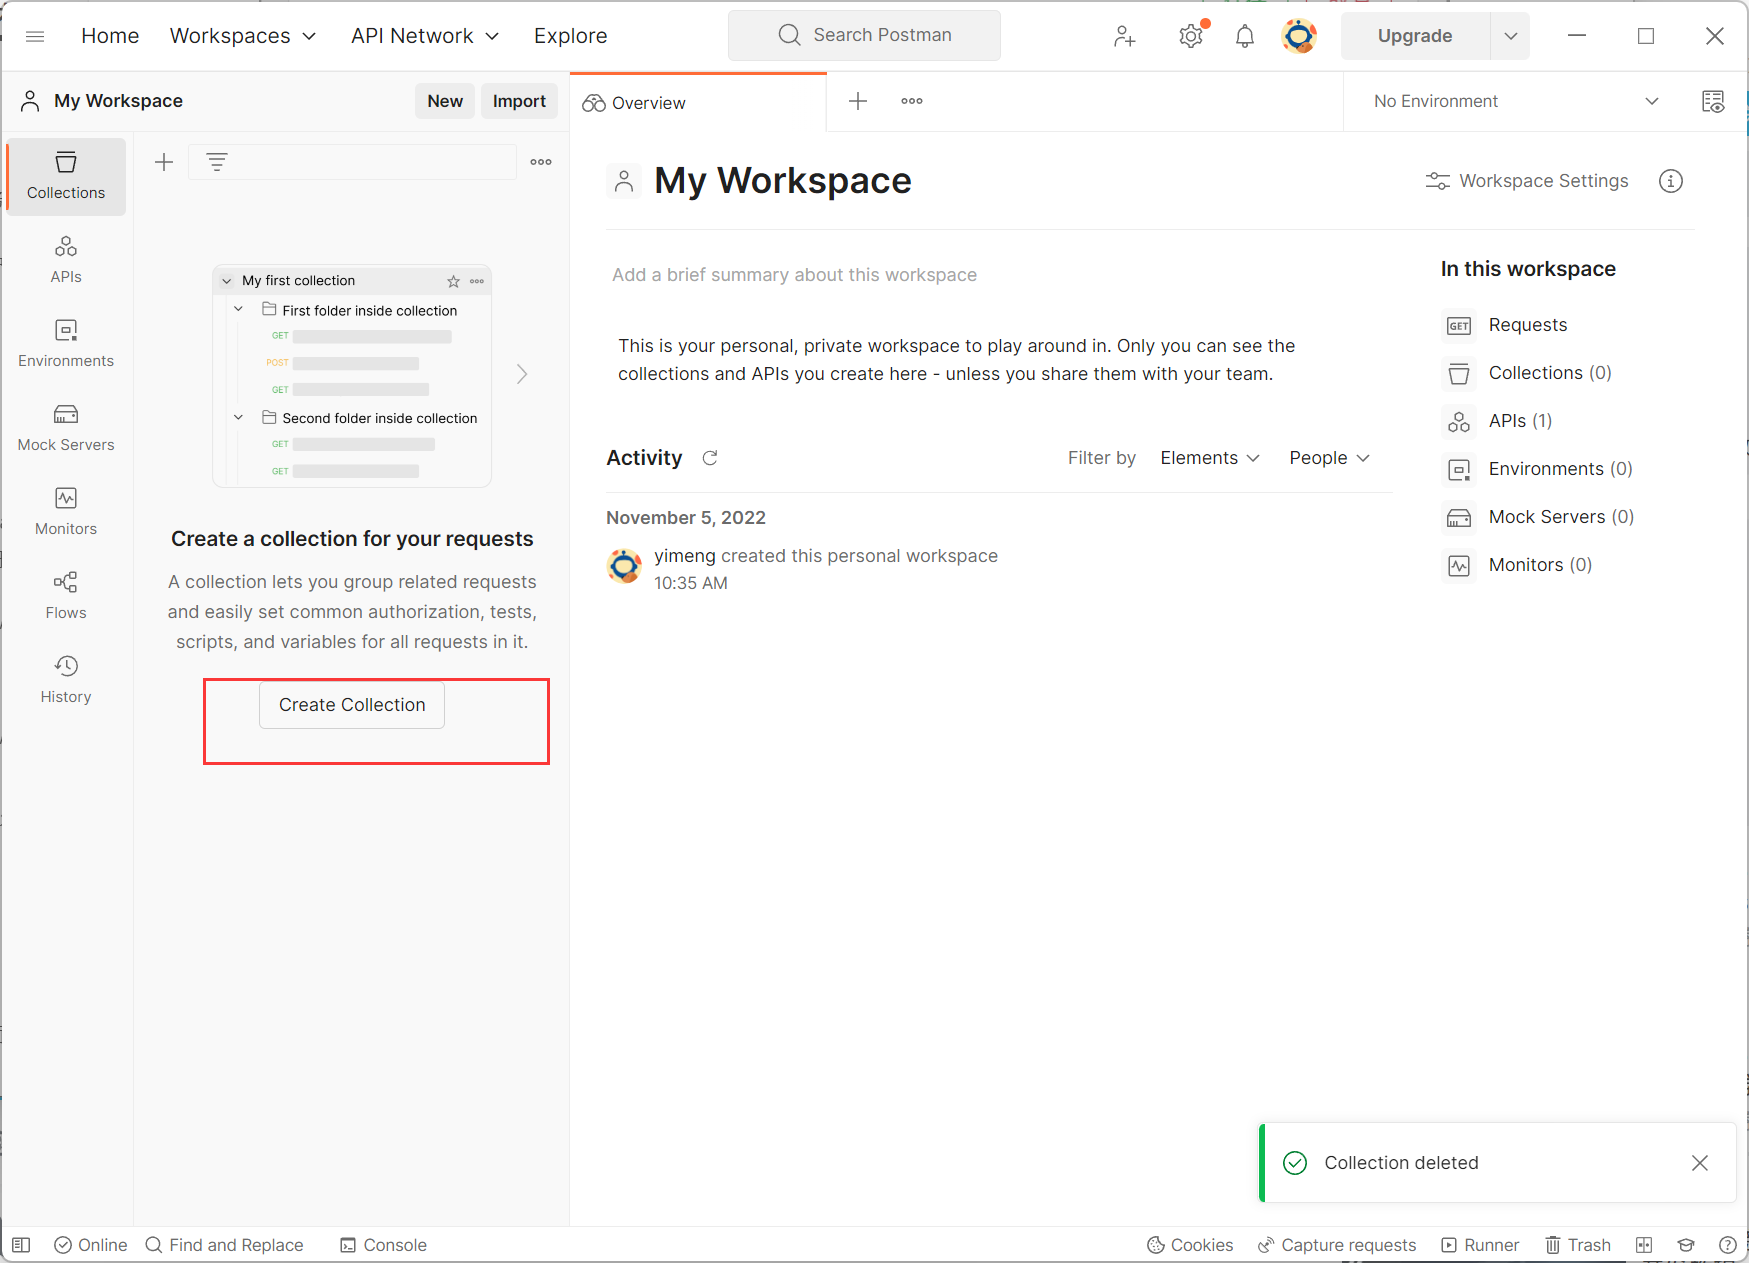 Home
Workspaces
API Network
Explore
Search Postman
Upgrade
My Workspace
New
Import
Overview
No Environment
Collections
APIs
Environments
Mock Servers
Monitors
Flows
History
My first collection
First folder inside collection
GET
POST
GET
Second folder inside collection
GET
GET
Create a collection for your requests
A collection lets you group related requests
and easily set common authorization, tests,
scripts, and variables for all requests in it.
Create Collection
My Workspace
Workspace Settings
Add a brief summary about this workspace
This is your personal, private workspace to play around in. Only you can see the
collections and APIs you create here - unless you share them with your team.
Activity
Filter by
Elements
People
November 5, 2022
yimeng created this personal workspace
10:35 AM
In this workspace
GET Requests
Collections (0)
APIs (1)
Environments (0)
Mock Servers (0)
Monitors (0)
Collection deleted
Online
Find and Replace
Console
Cookies
Capture requests
Runner
Trash